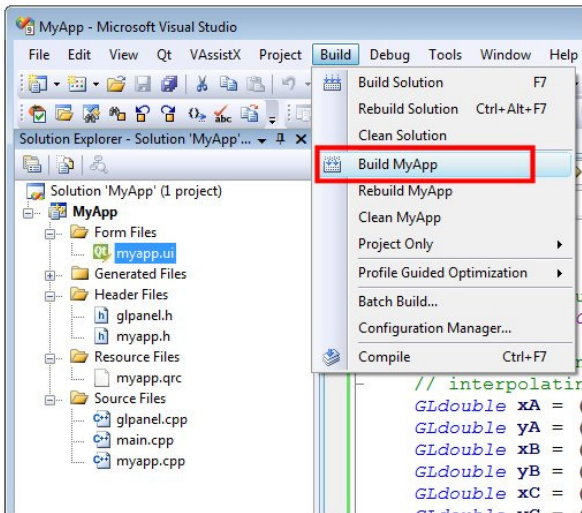 MyApp - Microsoft Visual Studio
File Edit View Qt VAssistX Project Build Debug Tools Window Help
Build Solution F7
Rebuild Solution Ctrl+Alt+F7
Clean Solution
Build MyApp
Rebuild MyApp
Clean MyApp
Project Only
Profile Guided Optimization
Batch Build...
Configuration Manager...
Compile Ctrl+F7
Solution Explorer - Solution 'MyApp'...
Solution 'MyApp' (1 project)
MyApp
Form Files
myapp.ui
Generated Files
Header Files
glpanel.h
myapp.h
Resource Files
myapp.qrc
Source Files
glpanel.cpp
main.cpp
myapp.cpp
// interpolatin
GLdouble xA = (
GLdouble yA = (
GLdouble xB = (
GLdouble yB = (
GLdouble xC = (